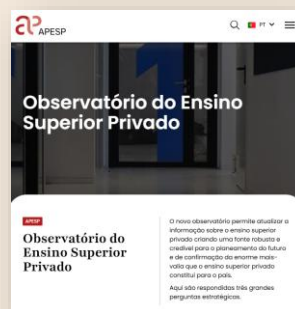 ap APESP
PT
Observatório do Ensino
Superior Privado
APESP
Observatório do
Ensino Superior
Privado
O novo observatório permite atualizar a
informação sobre o ensino superior
privado criando uma fonte robusta e
credível para o planeamento do futuro
e de confirmação da enorme mais-
valia que o ensino superior privado
constitui para o país.
Aqui são respondidas três grandes
perguntas estratégicas.